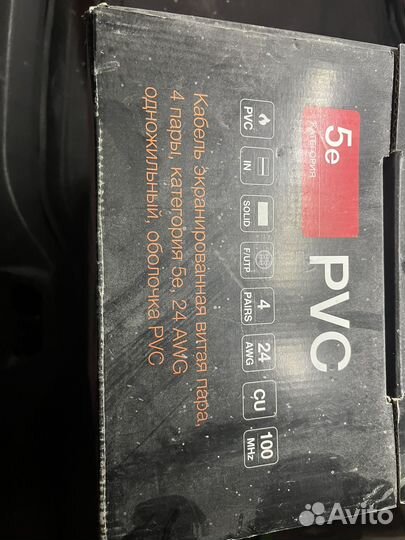 5e
КАТЕГОРИЯ
PVC
PVC
IN
SOLID
F/UTP
4 PAIRS
24 AWG
CU
100 MHz
Кабель экранированная витая пара,
4 пары, категория 5e, 24 AWG
одножильный, оболочка PVC
Avito